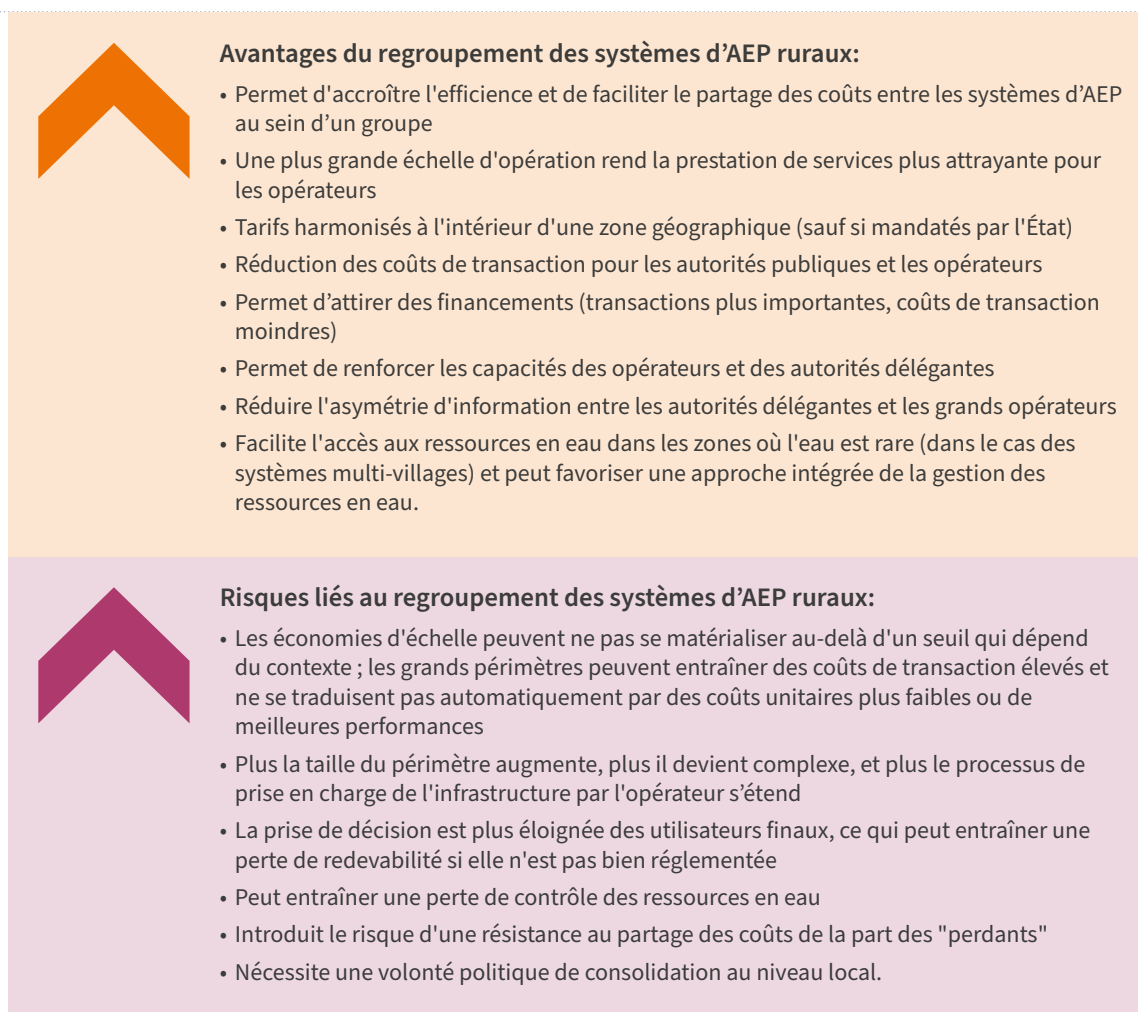 Avantages du regroupement des systèmes d’AEP ruraux:
• Permet d'accroître l'efficience et de faciliter le partage des coûts entre les systèmes d’AEP
au sein d’un groupe
• Une plus grande échelle d'opération rend la prestation de services plus attrayante pour
les opérateurs
• Tarifs harmonisés à l'intérieur d'une zone géographique (sauf si mandatés par l'État)
• Réduction des coûts de transaction pour les autorités publiques et les opérateurs
• Permet d’attirer des financements (transactions plus importantes, coûts de transaction
moindres)
• Permet de renforcer les capacités des opérateurs et des autorités délégantes
• Réduire l'asymétrie d'information entre les autorités délégantes et les grands opérateurs
• Facilite l'accès aux ressources en eau dans les zones où l'eau est rare (dans le cas des
systèmes multi-villages) et peut favoriser une approche intégrée de la gestion des
ressources en eau.
Risques liés au regroupement des systèmes d’AEP ruraux:
• Les économies d'échelle peuvent ne pas se matérialiser au-delà d'un seuil qui dépend
du contexte ; les grands périmètres peuvent entraîner des coûts de transaction élevés et
ne se traduisent pas automatiquement par des coûts unitaires plus faibles ou de
meilleures performances
• Plus la taille du périmètre augmente, plus il devient complexe, et plus le processus de
prise en charge de l'infrastructure par l'opérateur s’étend
• La prise de décision est plus éloignée des utilisateurs finaux, ce qui peut entraîner une
perte de redevabilité si elle n'est pas bien réglementée
• Peut entraîner une perte de contrôle des ressources en eau
• Introduit le risque d'une résistance au partage des coûts de la part des "perdants"
• Nécessite une volonté politique de consolidation au niveau local.